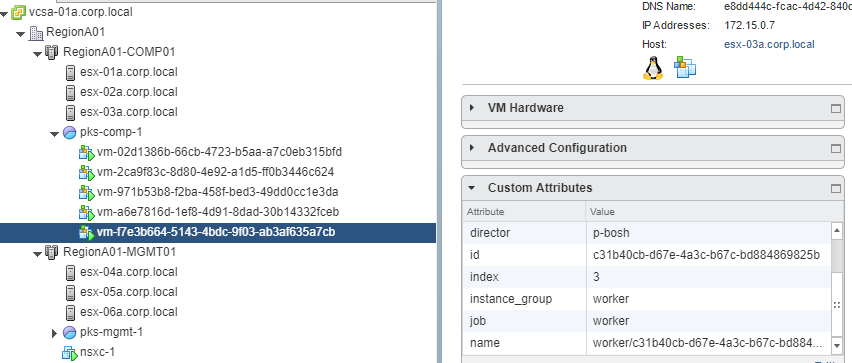 vcsa-01a.corp.local
RegionA01
RegionA01-COMP01
esx-01a.corp.local
esx-02a.corp.local
esx-03a.corp.local
pks-comp-1
vm-02d1386b-66cb-4723-b5aa-a7c0eb315bfd
vm-2ca9f83c-8d80-4e92-a1d5-ff0b3446c624
vm-971b53b8-f2ba-458f-bed3-49dd0cc1e3da
vm-a6e7816d-1ef8-4d91-8dad-30b14332fceb
vm-f7e3b664-5143-4bdc-9f03-ab3af635a7cb
RegionA01-MGMT01
esx-04a.corp.local
esx-05a.corp.local
esx-06a.corp.local
pks-mgmt-1
nsxc-1
DNS Name: e8dd444c-fcac-4d42-840d
IP Addresses: 172.15.0.7
Host: esx-03a.corp.local
VM Hardware
Advanced Configuration
Custom Attributes
Attribute Value
director p-bosh
id c31b40cb-d67e-4a3c-b67c-bd884869825b
index 3
instance_group worker
job worker
name worker/c31b40cb-d67e-4a3c-b67c-bd884...
Edit...